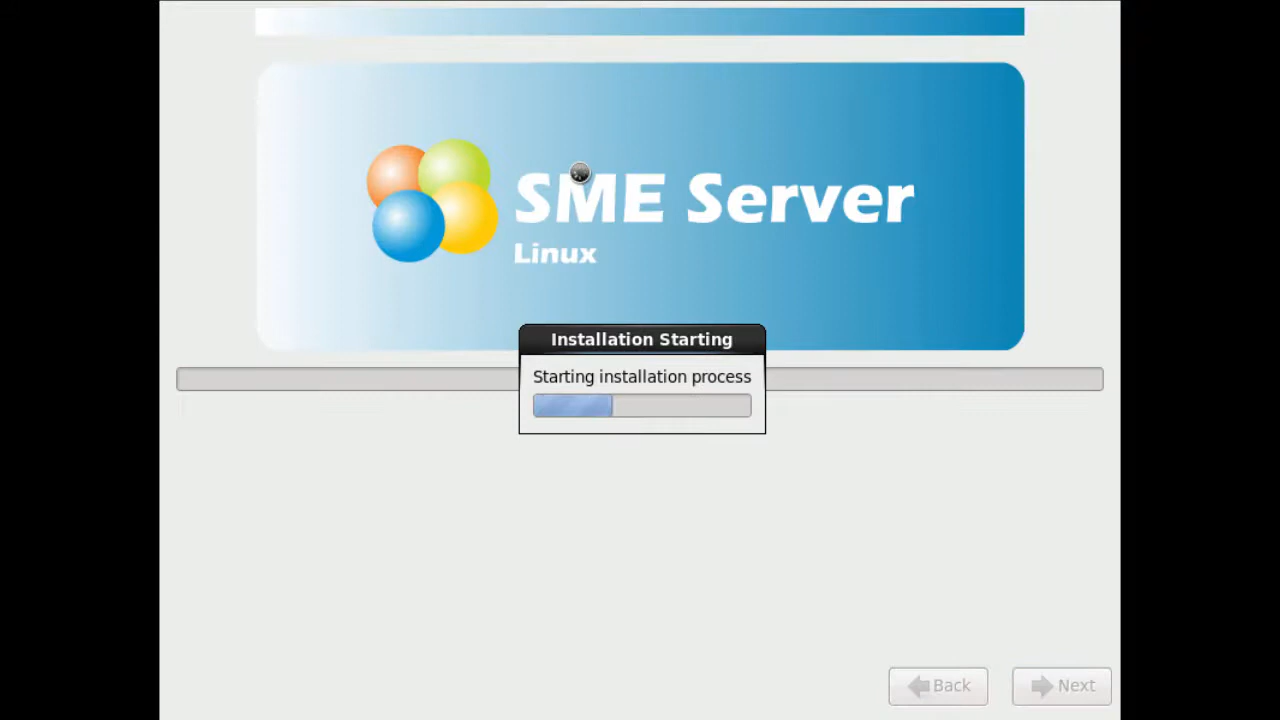 SME Server
Linux
Installation Starting
Starting installation process
Back
Next